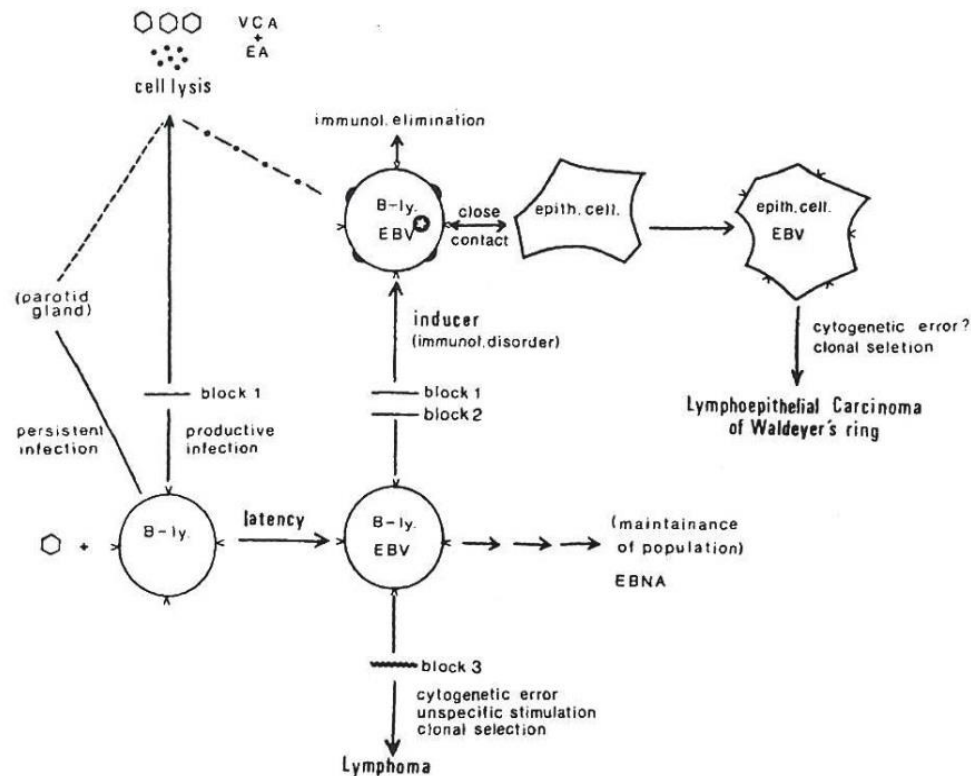 VCA
+
EA
cell lysis
immunol. elimination
B-ly.
EBV
close
contact
epith. cell.
epith. cell.
EBV
(parotid
gland)
inducer
(immunol. disorder)
cytogenetic error?
clonal seletion
block 1
block 1
block 2
Lymphoepithelial Carcinoma
of Waldeyer's ring
persistent
infection
productive
infection
+
B-ly.
latency
B-ly.
EBV
(maintainance
of population)
EBNA
block 3
cytogenetic error
unspecific stimulation
clonal selection
Lymphoma